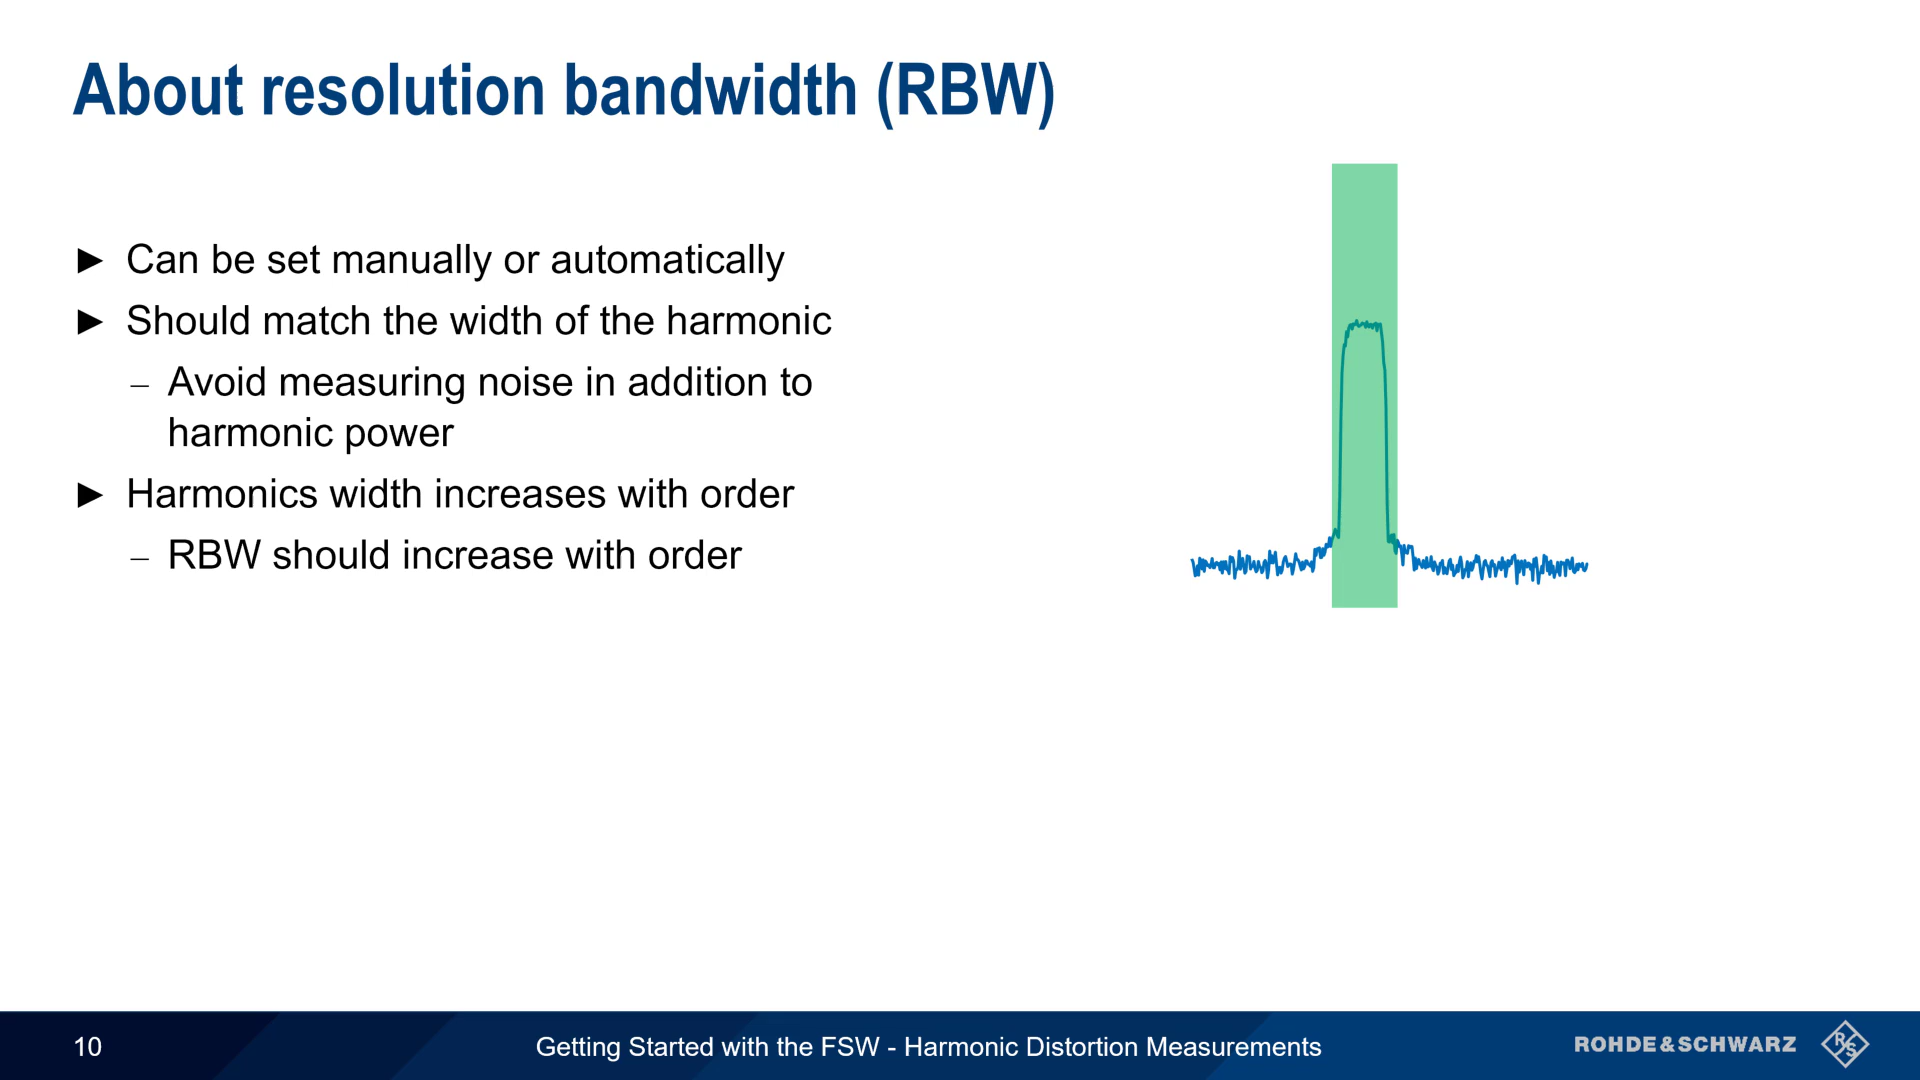 About resolution bandwidth (RBW)
► Can be set manually or automatically
► Should match the width of the harmonic
– Avoid measuring noise in addition to
harmonic power
► Harmonics width increases with order
– RBW should increase with order
10
Getting Started with the FSW - Harmonic Distortion Measurements
ROHDE&SCHWARZ
R&S